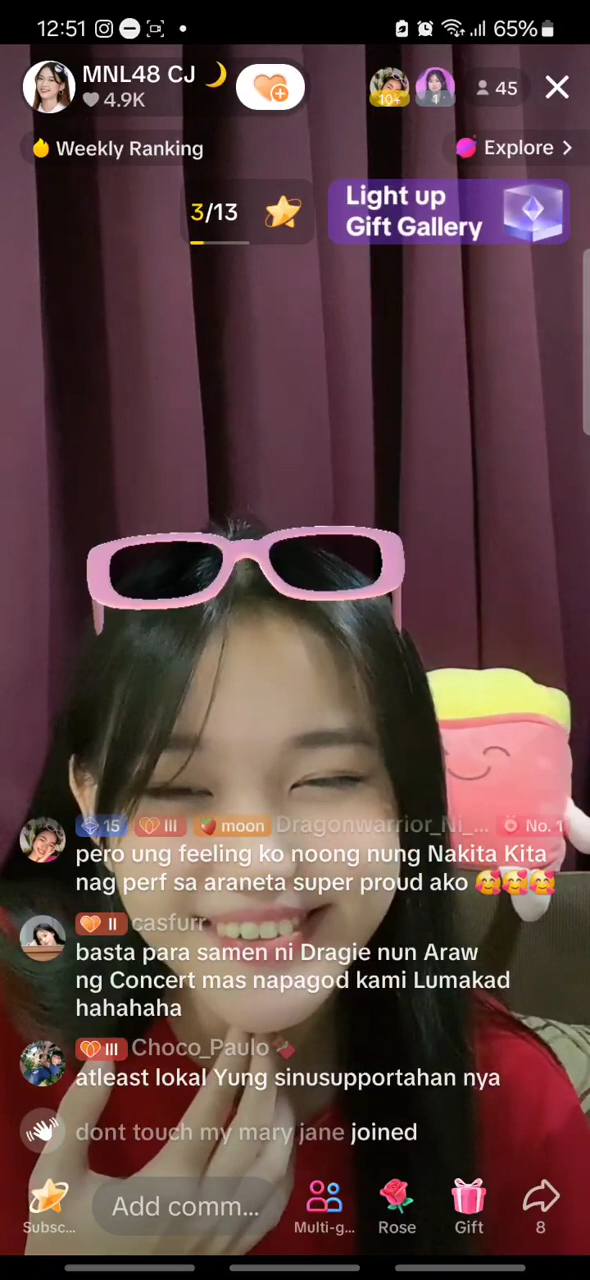 12:51 65%
MNL48 CJ 🌙
4.9K
10+ 4 45
Weekly Ranking
Explore >
3/13
Light up
Gift Gallery
15 III moon Dragonwarrior_Ni_... No. 1
pero ung feeling ko noong nung Nakita Kita
nag perf sa araneta super proud ako 🥰🥰🥰
II casfurr
basta para samen ni Dragie nun Araw
ng Concert mas napagod kami Lumakad
hahahaha
III Choco_Paulo🍫
atleast lokal Yung sinusupportahan nya
dont touch my mary jane joined
Add comm...
Subsc... Multi-g... Rose Gift 8